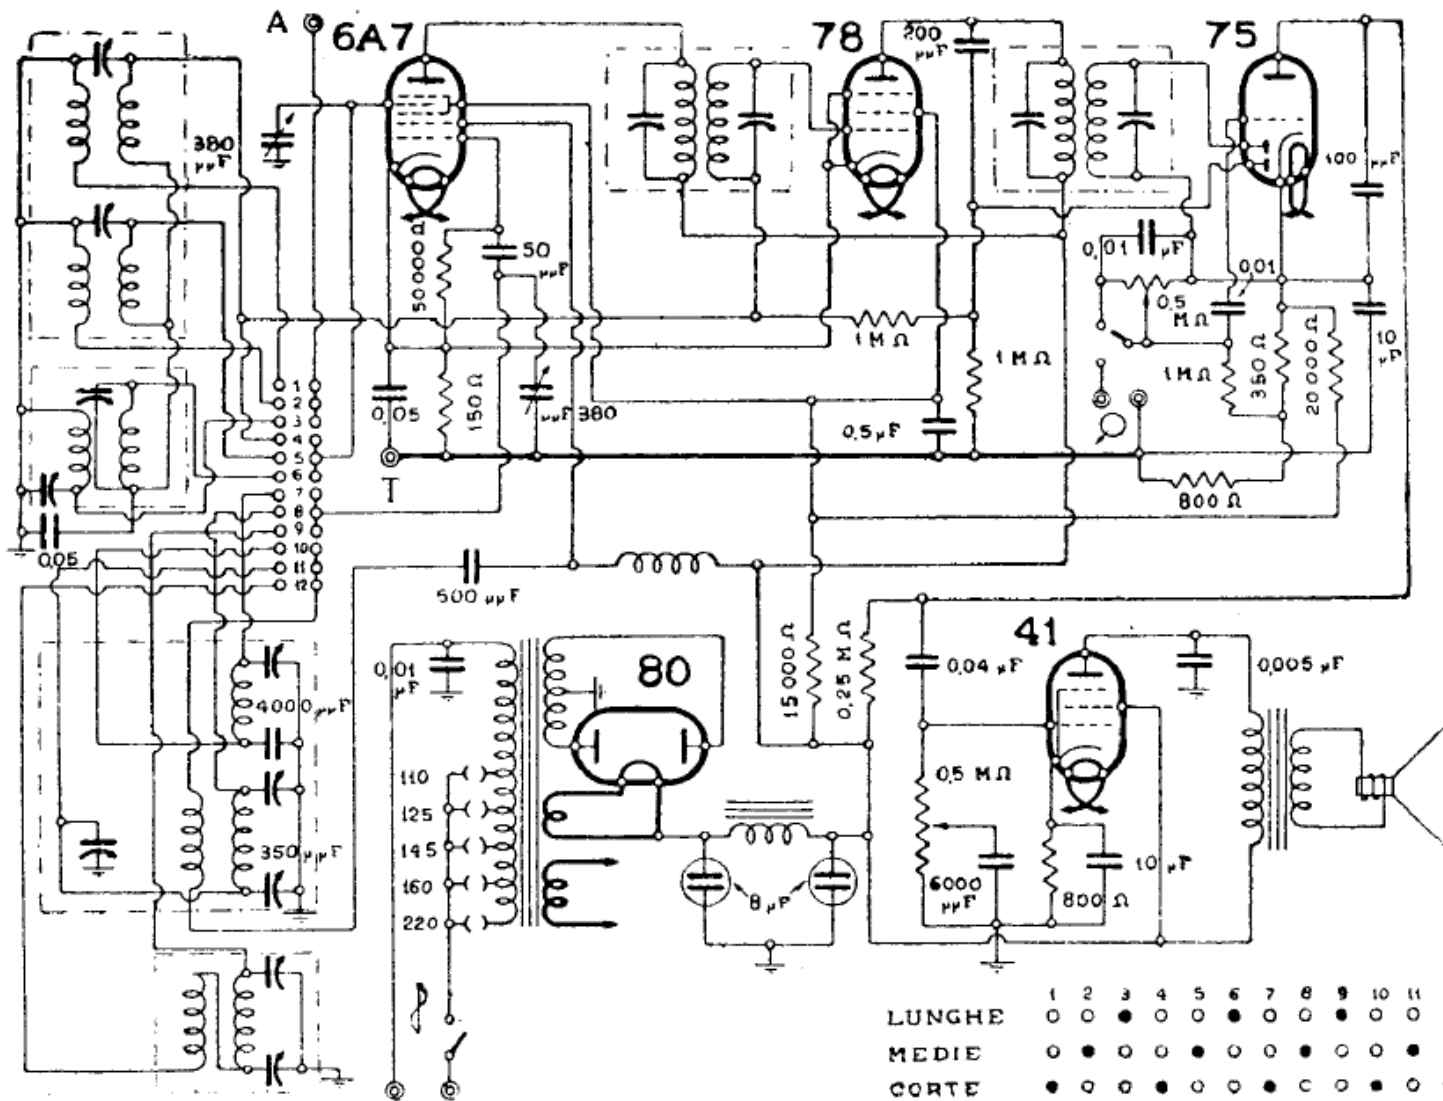 A
6A7
78
75
200
μμF
380
μμF
100
μμF
50000Ω
50
μμF
0,01
μF
0,01
0,5
MΩ
1 MΩ
1 MΩ
1 MΩ
350Ω
20000Ω
10
μF
0,05
150Ω
μμF 380
0,5 μF
T
800 Ω
1
2
3
4
5
6
7
8
9
10
11
12
0,05
500 μμF
0,01
μF
80
41
15000Ω
0,25 MΩ
0,04 μF
0,005 μF
4000 μμF
350 μμF
110
125
145
160
220
8 μF
0,5 MΩ
6000
μμF
10 μF
800 Ω
1 2 3 4 5 6 7 8 9 10 11
LUNGHE
MEDIE
CORTE